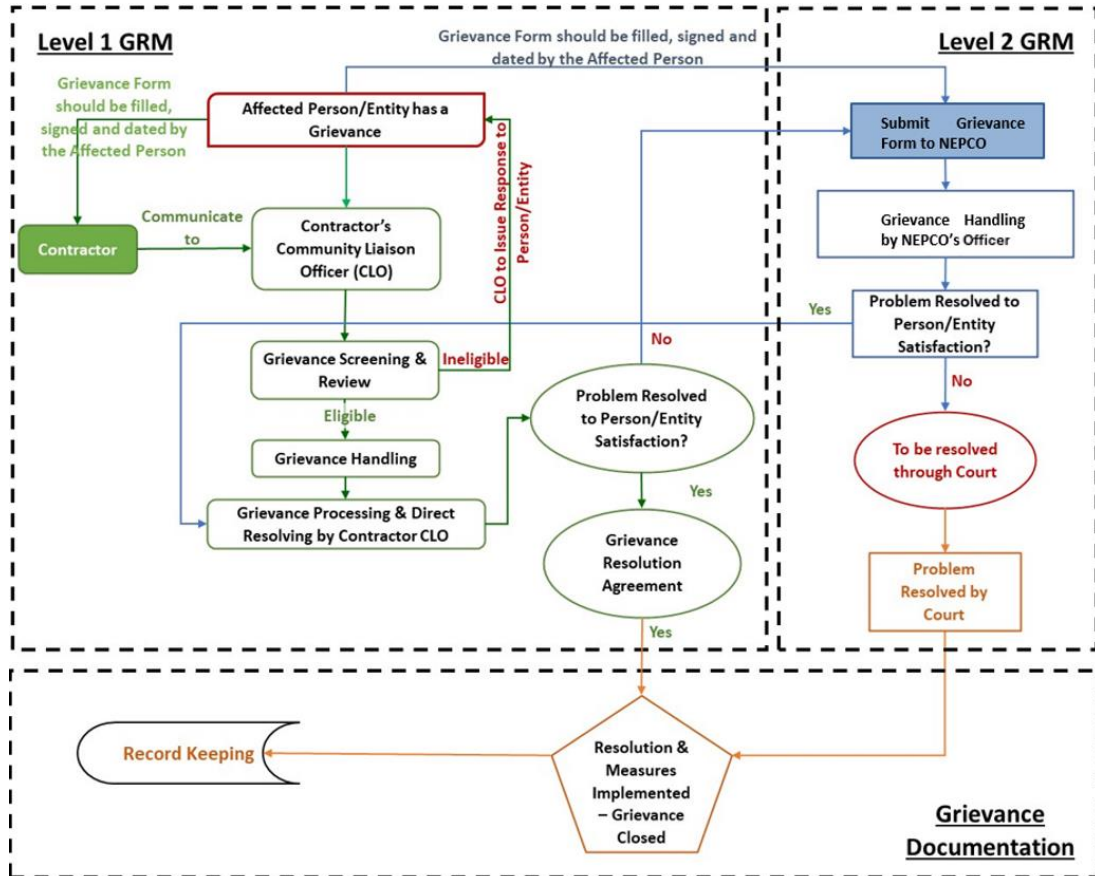 Level 1 GRM
Grievance Form should be filled, signed and
dated by the Affected Person
Level 2 GRM
Grievance Form
should be filled,
signed and dated by
the Affected Person
Affected Person/Entity has a
Grievance
CLO to Issue Response to
Person/Entity
Submit Grievance
Form to NEPCO
Contractor
Communicate
to
Contractor's
Community Liaison
Officer (CLO)
Grievance Handling
by NEPCO's Officer
Yes
Problem Resolved to
Person/Entity
Satisfaction?
Grievance Screening &
Review
Ineligible
No
Eligible
Problem Resolved
to Person/Entity
Satisfaction?
No
Grievance Handling
To be resolved
through Court
Grievance Processing & Direct
Resolving by Contractor CLO
Yes
Grievance
Resolution
Agreement
Problem
Resolved by
Court
Yes
Record Keeping
Resolution &
Measures
Implemented
– Grievance
Closed
Grievance
Documentation